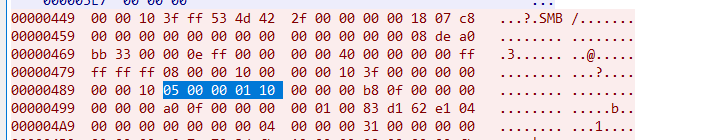 00000449 00 00 10 3f ff 53 4d 42 2f 00 00 00 00 18 07 c8 ...?.SMB /.......
00000459 00 00 00 00 00 00 00 00 00 00 00 00 00 08 de a0 ........ ........
00000469 bb 33 00 00 0e ff 00 00 00 00 40 00 00 00 00 ff .3...... ..@.....
00000479 ff ff ff 08 00 00 10 00 00 00 10 3f 00 00 00 00 ........ ...?....
00000489 00 00 10 05 00 00 01 10 00 00 00 b8 0f 00 00 00 ........ ........
00000499 00 00 00 a0 0f 00 00 00 00 01 00 83 d1 62 e1 04 ........ .....b..
000004A9 00 00 00 00 00 00 00 04 00 00 00 31 00 00 00 00 ........ ...1....